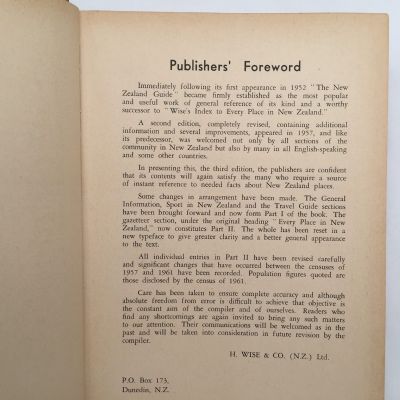 Publishers' Foreword
Immediately following its first appearance in 1952 "The New
Zealand Guide" became firmly established as the most popular
and useful work of general reference of its kind and a worthy
successor to "Wise's Index to Every Place in New Zealand."
A second edition, completely revised, containing additional
information and several improvements, appeared in 1957, and like
its predecessor, was welcomed not only by all sections of the
community in New Zealand but also by many in all English-speaking
and some other countries.
In presenting this, the third edition, the publishers are confident
that its contents will again satisfy the many who require a source
of instant reference to needed facts about New Zealand places.
Some changes in arrangement have been made. The General
Information, Sport in New Zealand and the Travel Guide sections
have been brought forward and now form Part I of the book. The
gazetteer section, under the original heading "Every Place in New
Zealand," now constitutes Part II. The whole has been reset in a
new typeface to give greater clarity and a better general appearance
to the text.
All individual entries in Part II have been revised carefully
and significant changes that have occurred between the censuses of
1957 and 1961 have been recorded. Population figures quoted are
those disclosed by the census of 1961.
Care has been taken to ensure complete accuracy and although
absolute freedom from error is difficult to achieve that objective is
the constant aim of the compiler and of ourselves. Readers who
find any shortcomings are again invited to bring any such matters
to our attention. Their communications will be welcomed as in the
past and will be taken into consideration in future revision by the
compiler.
H. WISE & CO. (N.Z.) Ltd.
P.O. Box 173,
Dunedin, N.Z.